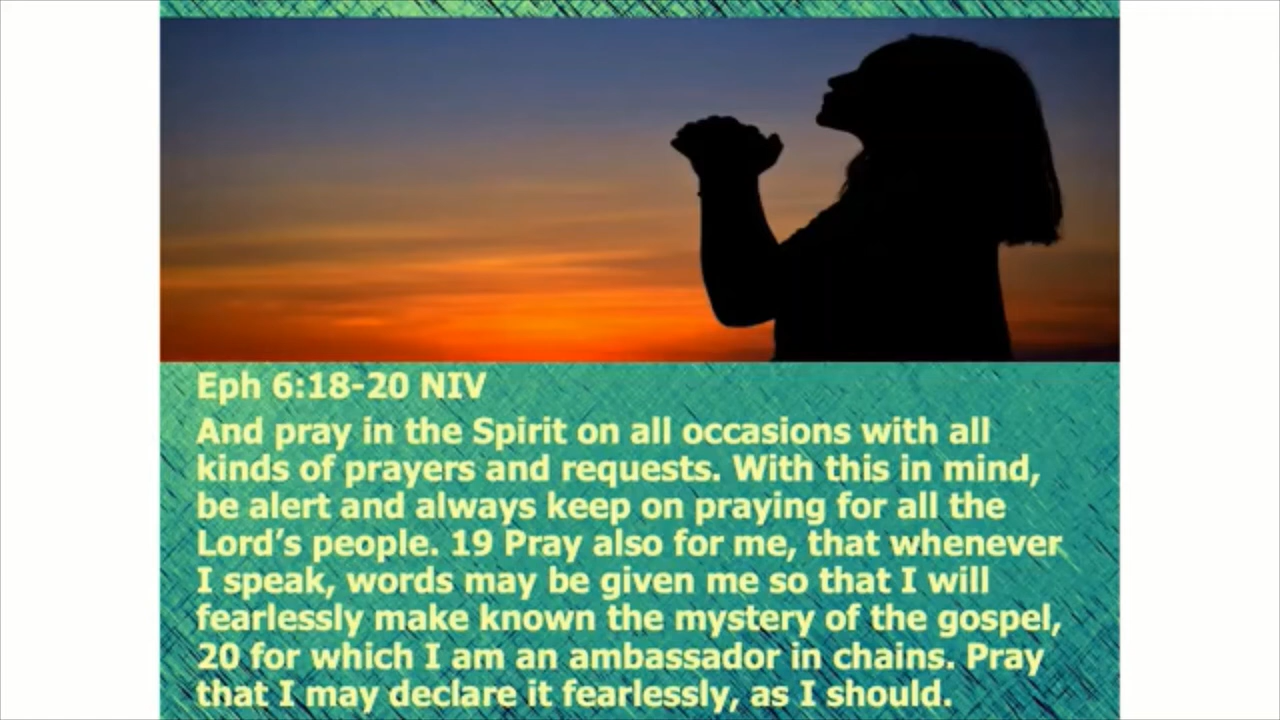 Eph 6:18-20 NIV
And pray in the Spirit on all occasions with all
kinds of prayers and requests. With this in mind,
be alert and always keep on praying for all the
Lord’s people. 19 Pray also for me, that whenever
I speak, words may be given me so that I will
fearlessly make known the mystery of the gospel,
20 for which I am an ambassador in chains. Pray
that I may declare it fearlessly, as I should.